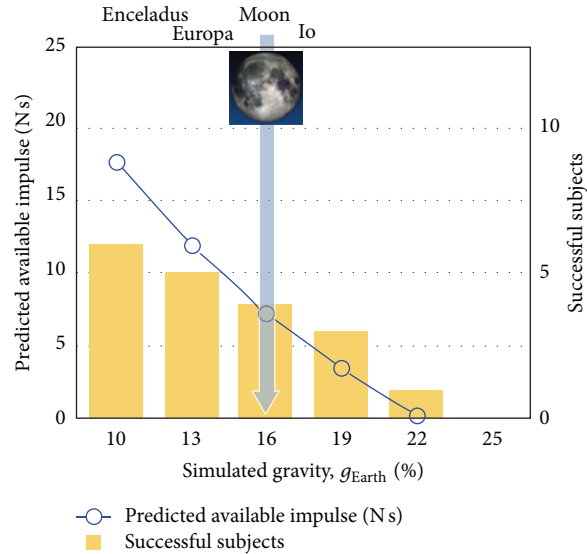 Enceladus Moon
Europa Io
25
20
15
10
5
0
Predicted available impulse (N s)
10
5
0
Successful subjects
10 13 16 19 22 25
Simulated gravity, gEarth (%)
Predicted available impulse (N s)
Successful subjects